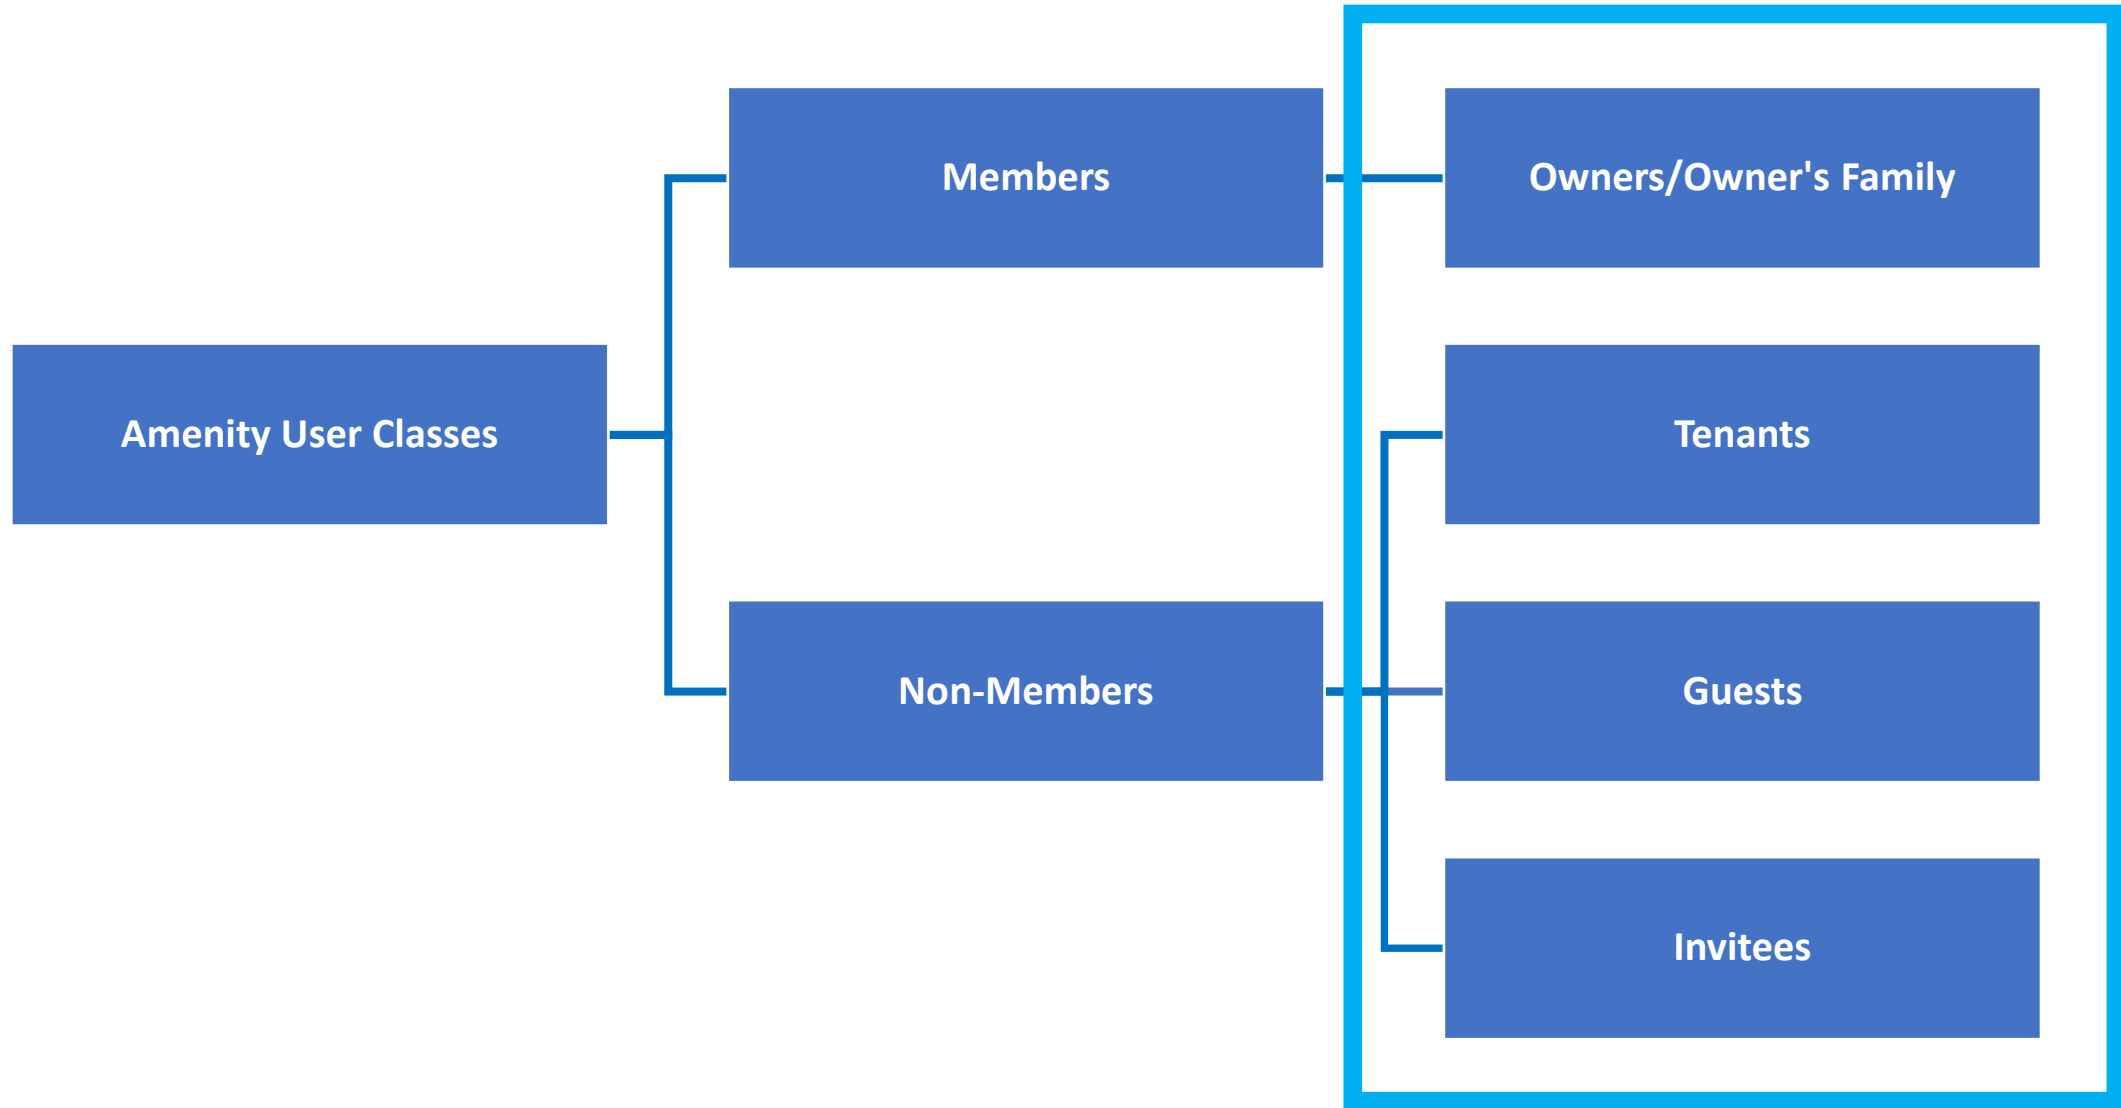 Amenity User Classes
Members
Owners/Owner's Family
Non-Members
Tenants
Guests
Invitees